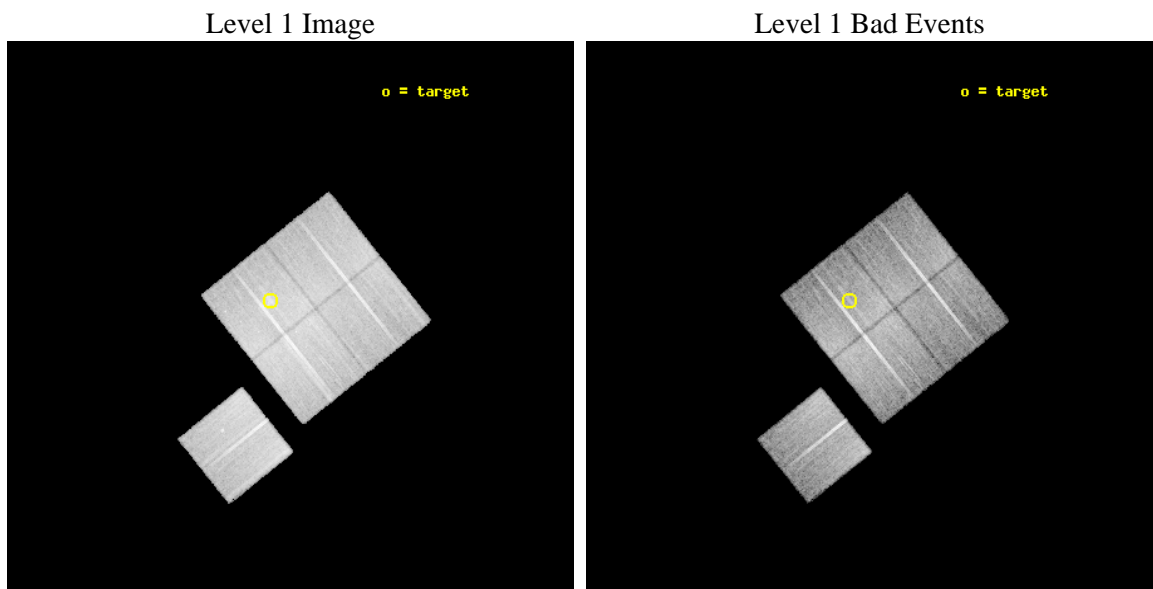 Level 1 Image
Level 1 Bad Events
o = target
o = target